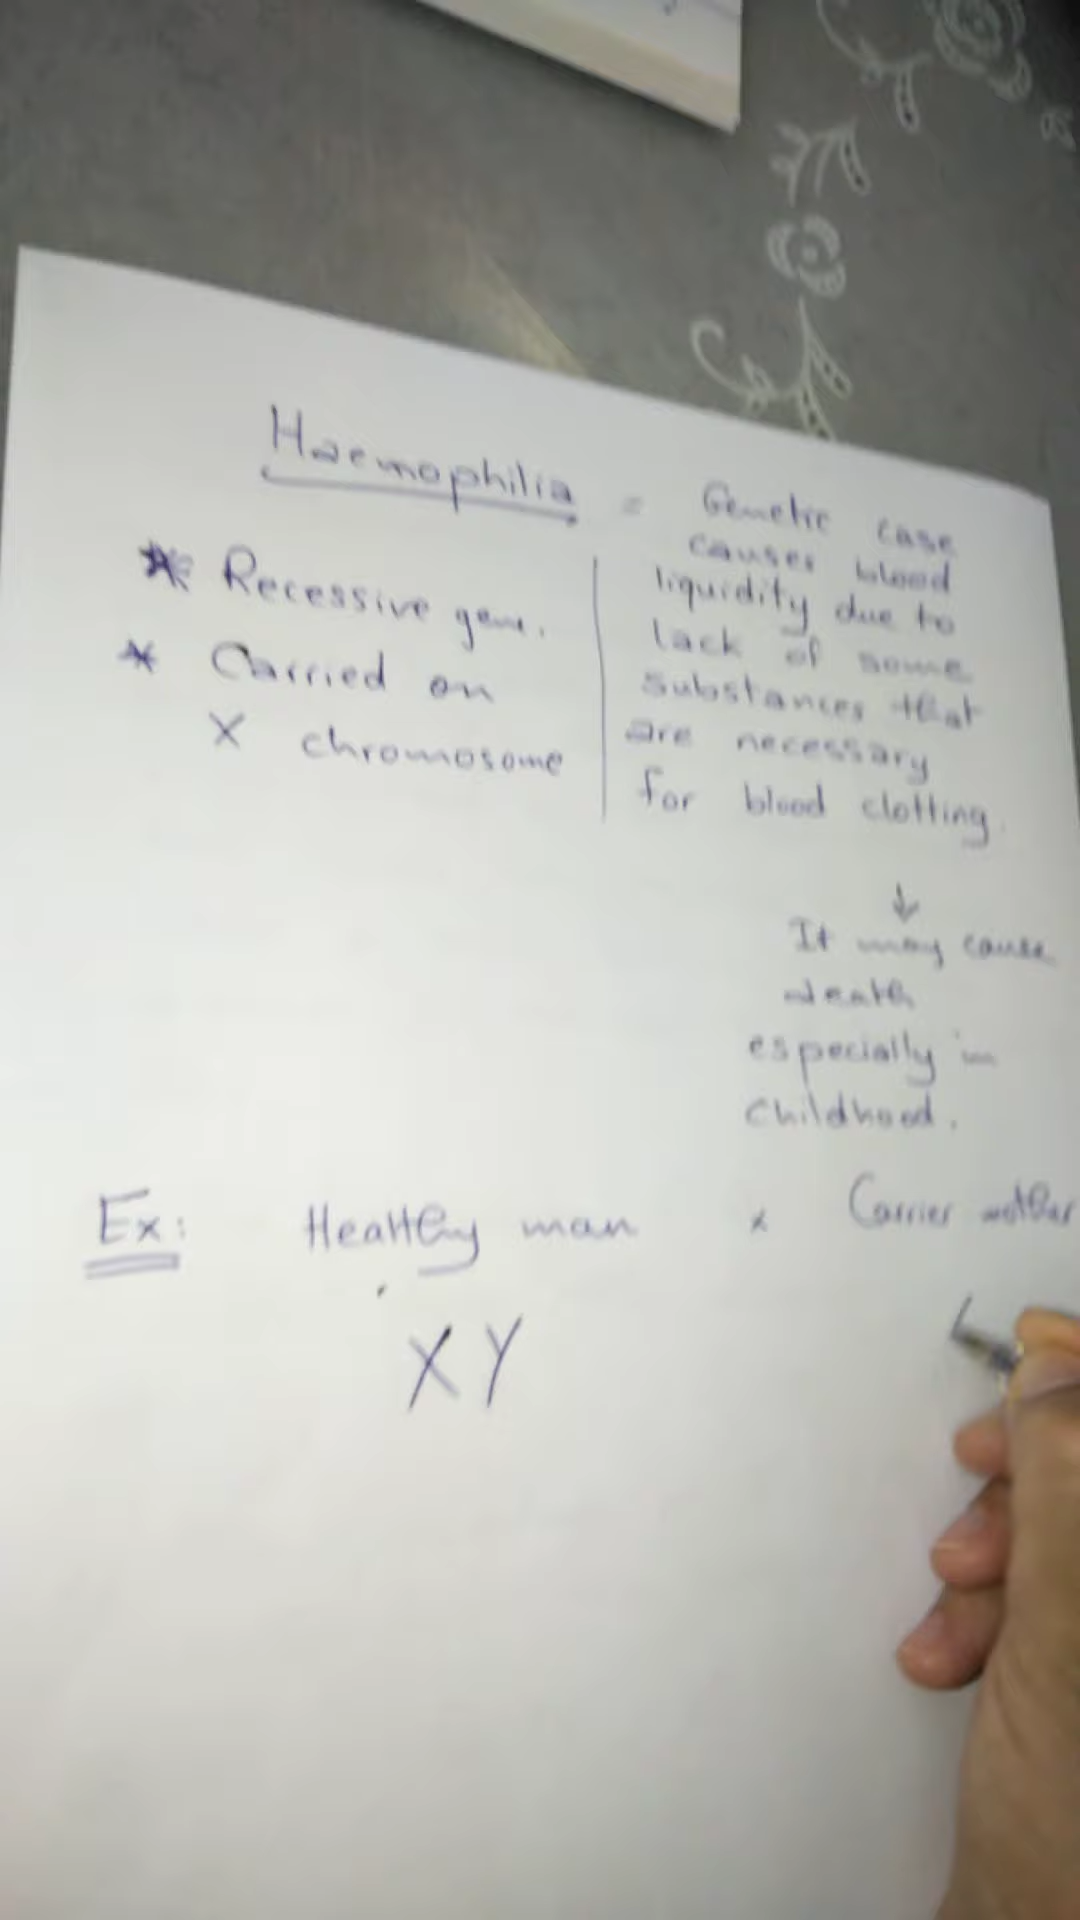 Haemophilia = Genetic case
causes blood
liquidity due to
lack of some
substances that
are necessary
for blood clotting.
* Recessive gene.
* Carried on
X chromosome
↓
It may cause
death
especially in
childhood.
Ex: Healthy man x Carrier mother
XY